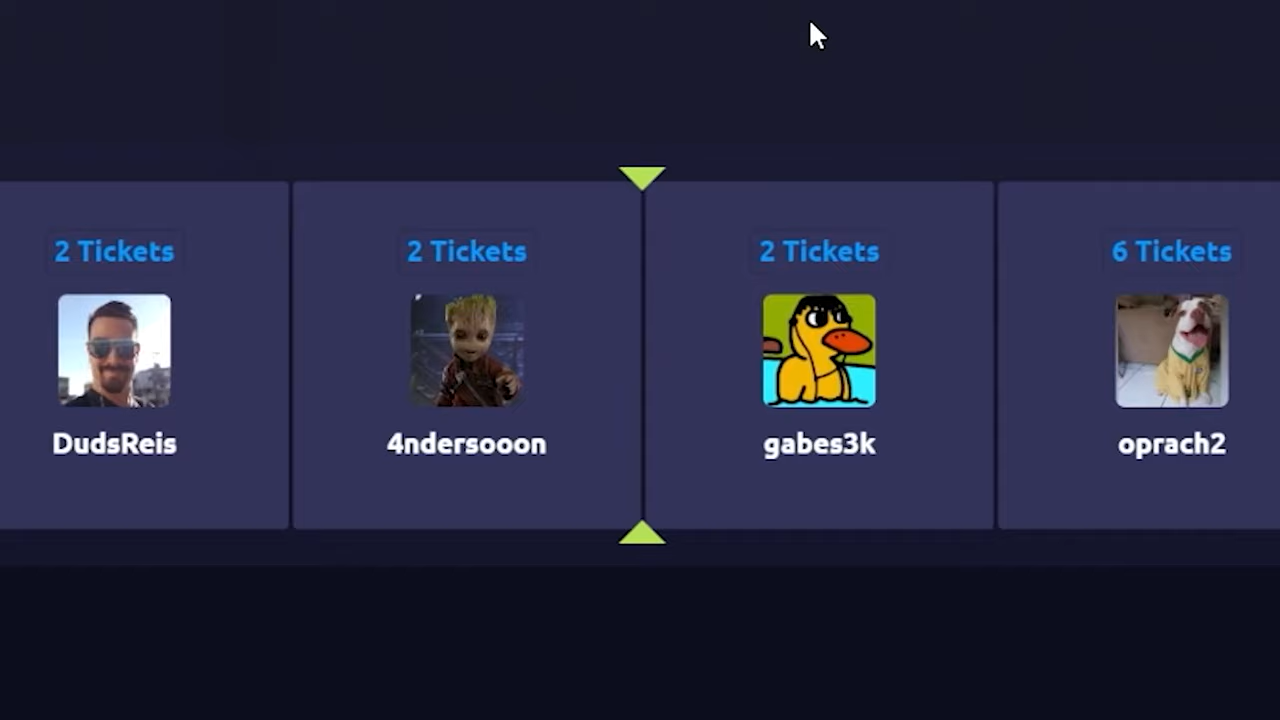 2 Tickets
2 Tickets
2 Tickets
6 Tickets
DudsReis
4ndersooon
gabes3k
oprach2